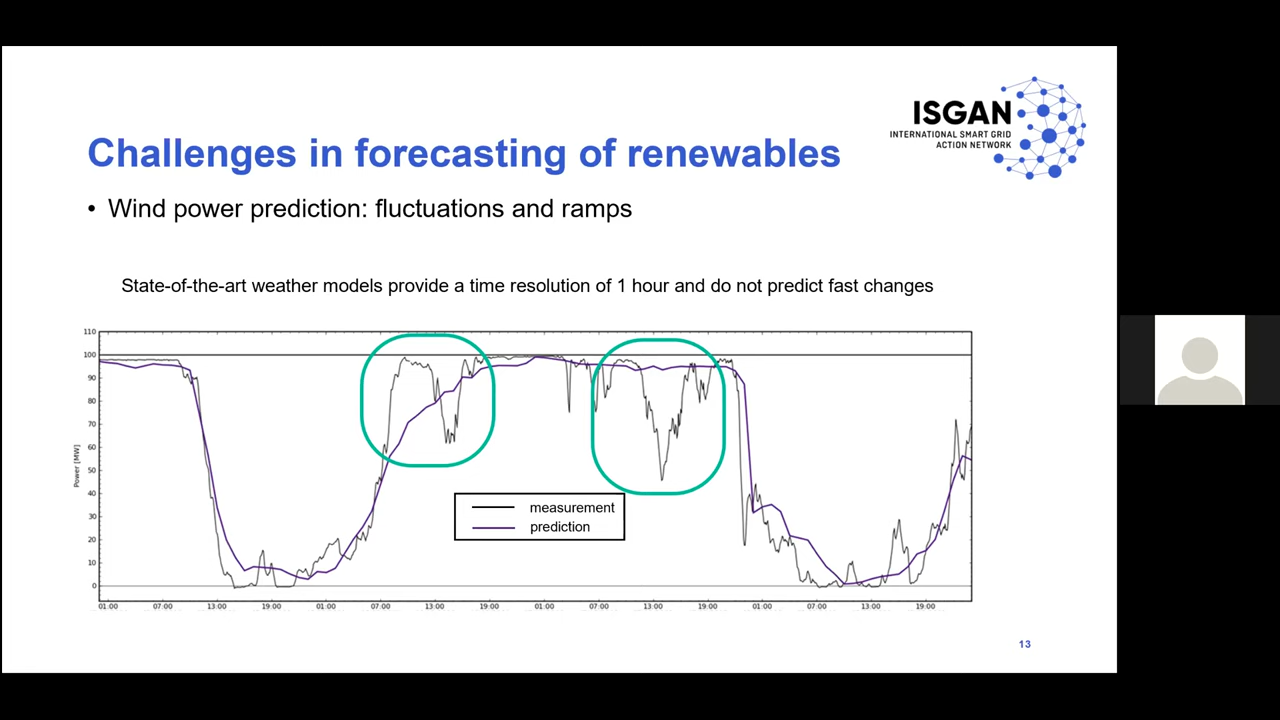 ISGAN
INTERNATIONAL SMART GRID
ACTION NETWORK
Challenges in forecasting of renewables
• Wind power prediction: fluctuations and ramps
State-of-the-art weather models provide a time resolution of 1 hour and do not predict fast changes
110
100
90
80
70
60
50
40
30
20
10
0
Power [MW]
measurement
prediction
01:00 07:00 13:00 19:00 01:00 07:00 13:00 19:00 01:00 07:00 13:00 19:00 01:00 07:00 13:00 19:00
13